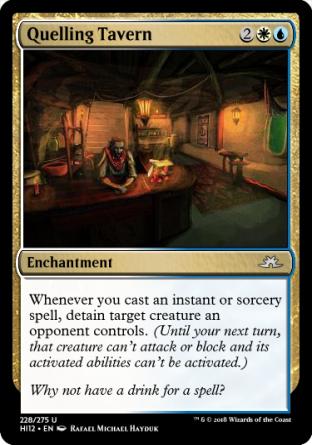 Quelling Tavern 2
Enchantment
Whenever you cast an instant or sorcery
spell, detain target creature an
opponent controls. (Until your next turn,
that creature can't attack or block and its
activated abilities can't be activated.)
Why not have a drink for a spell?
228/275 U ™ & © 2018 Wizards of the Coast
HI12 • EN Rafael Michael Hayduk